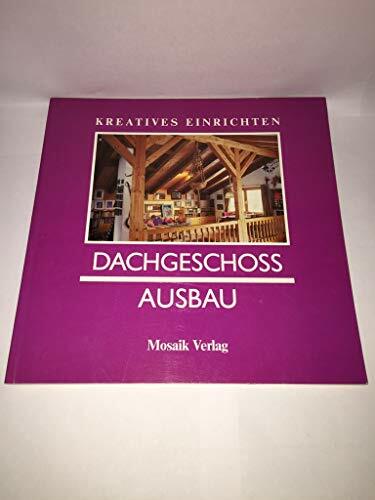 KREATIVES EINRICHTEN
DACHGESCHOSS
AUSBAU
Mosaik Verlag